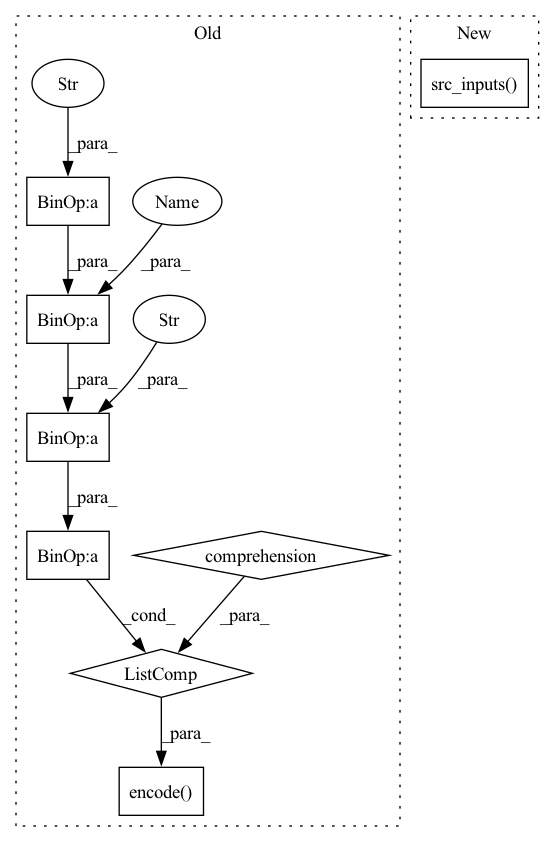 Old
New
Str
src_inputs()
_para_
BinOp:a
Name
_para_
_para_
BinOp:a
Str
_para_
_para_
BinOp:a
_para_
BinOp:a
comprehension
_cond_
_para_
ListComp
_para_
encode()